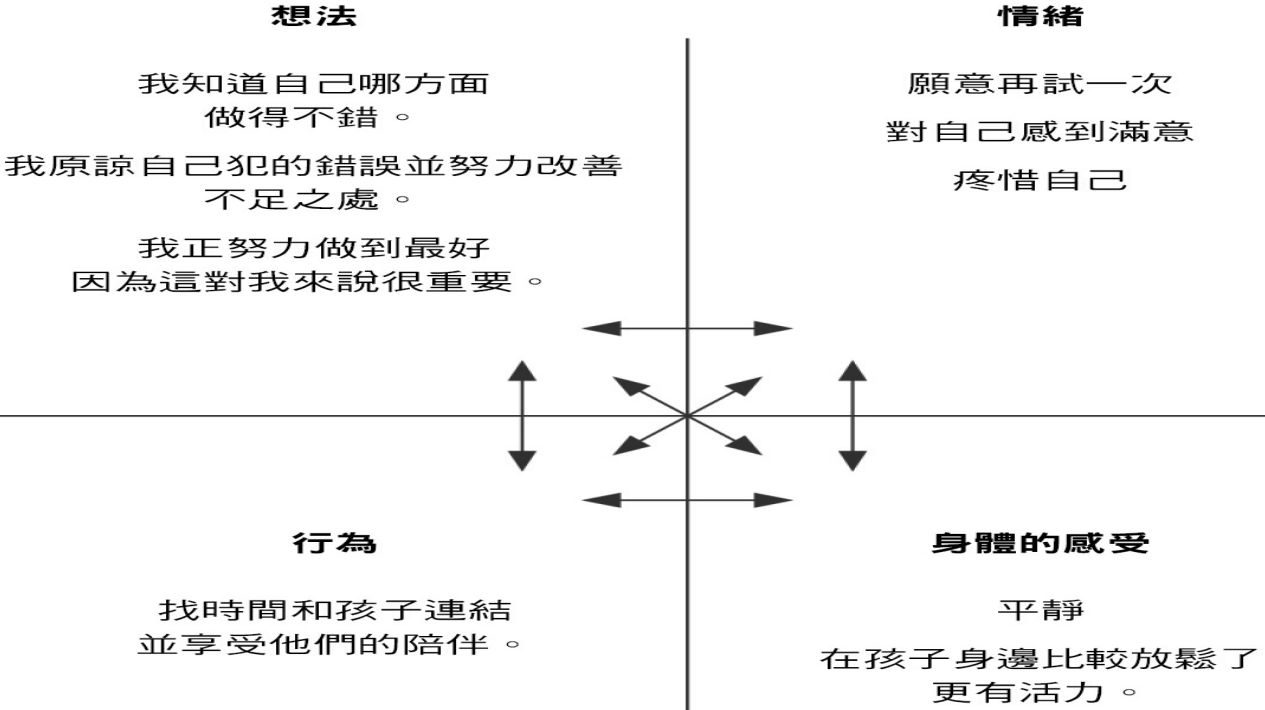 想法
我知道自己哪方面
做得不錯。
我原諒自己犯的錯誤並努力改善
不足之處。
我正努力做到最好
因為這對我來說很重要。
情緒
願意再試一次
對自己感到滿意
疼惜自己
行為
找時間和孩子連結
並享受他們的陪伴。
身體的感受
平靜
在孩子身邊比較放鬆了
更有活力。